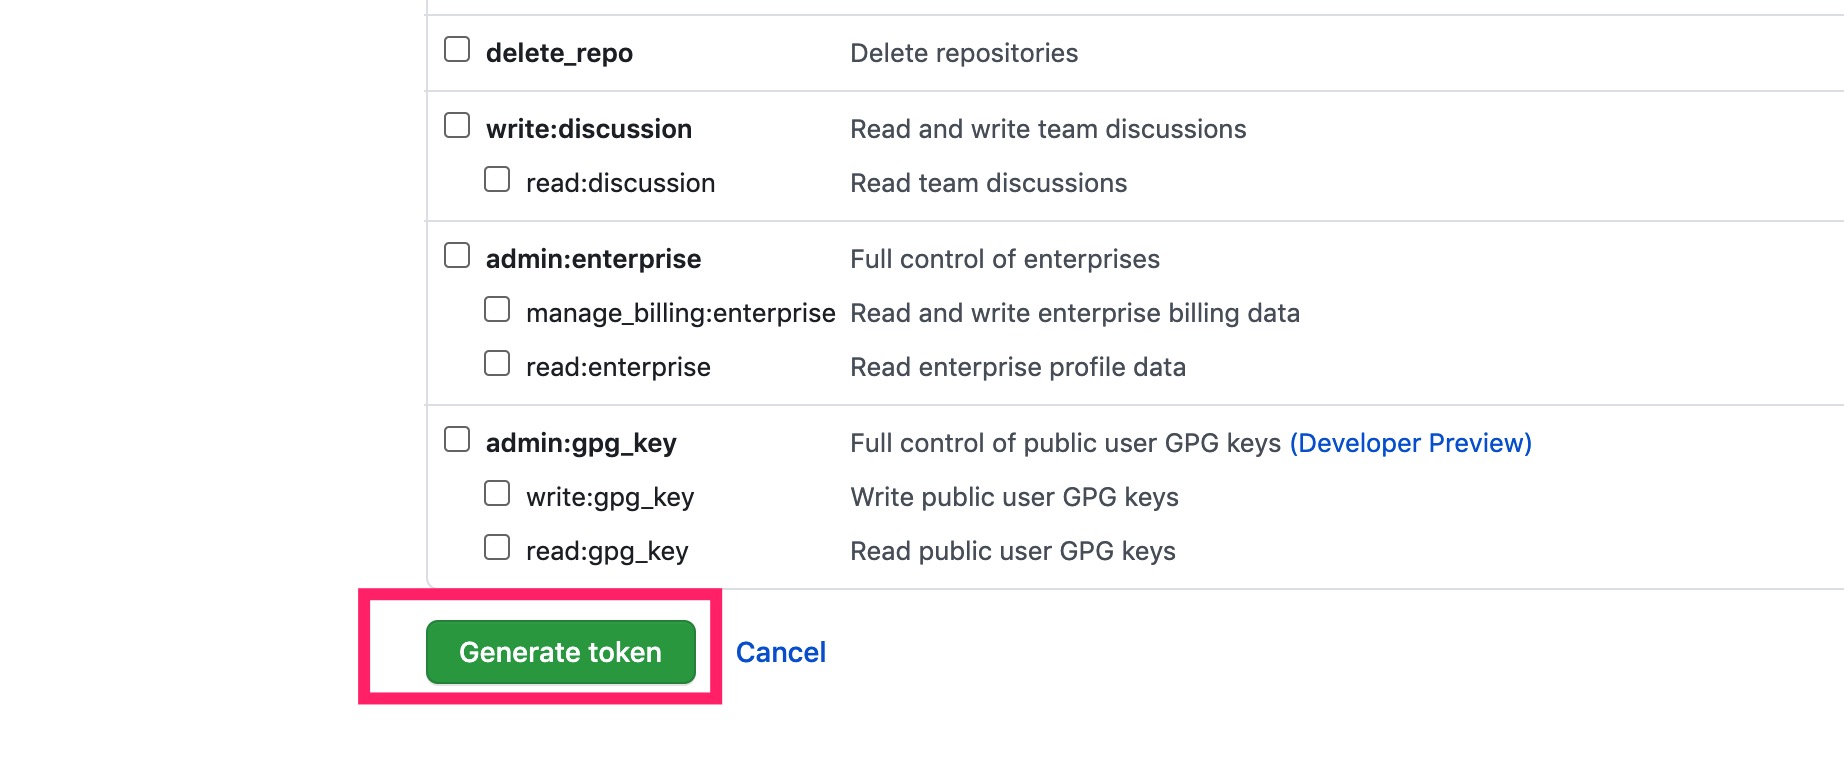 delete_repo Delete repositories
write:discussion Read and write team discussions
read:discussion Read team discussions
admin:enterprise Full control of enterprises
manage_billing:enterprise Read and write enterprise billing data
read:enterprise Read enterprise profile data
admin:gpg_key Full control of public user GPG keys (Developer Preview)
write:gpg_key Write public user GPG keys
read:gpg_key Read public user GPG keys
Generate token Cancel